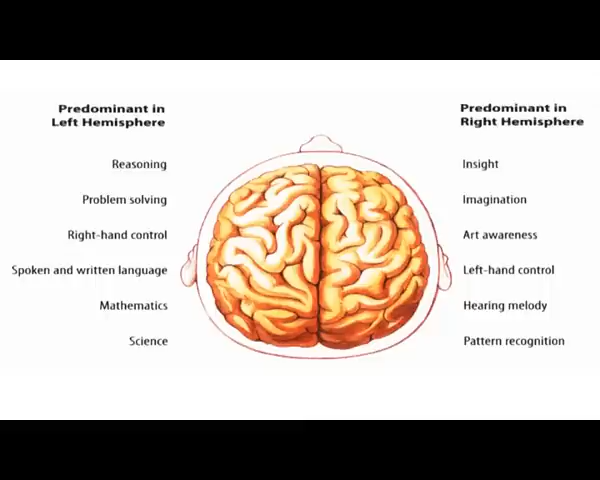 Predominant in
Left Hemisphere
Reasoning
Problem solving
Right-hand control
Spoken and written language
Mathematics
Science
Predominant in
Right Hemisphere
Insight
Imagination
Art awareness
Left-hand control
Hearing melody
Pattern recognition